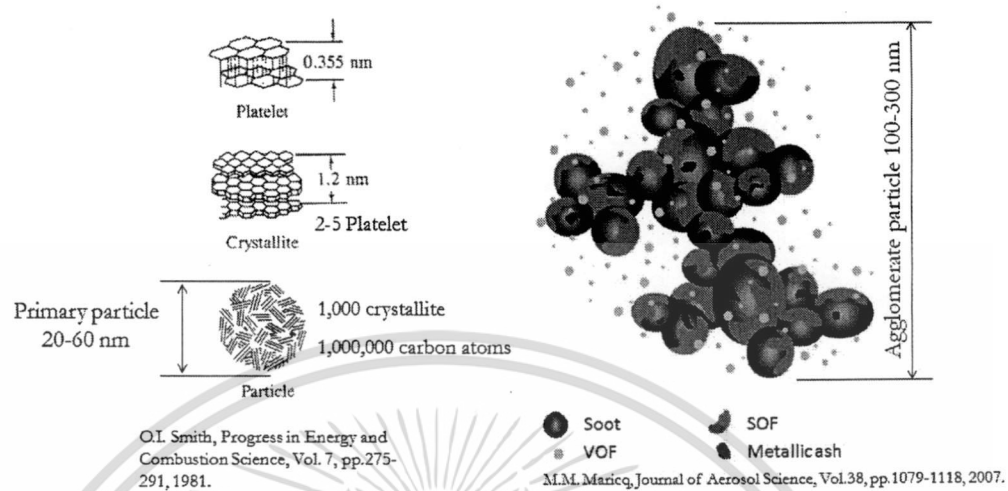 0.355 nm
Platelet
1.2 nm
2-5 Platelet
Crystallite
Primary particle
20-60 nm
1,000 crystallite
1,000,000 carbon atoms
Particle
O.I. Smith, Progress in Energy and
Combustion Science, Vol. 7, pp.275-
291, 1981.
Agglomerate particle 100-300 nm
Soot
SOF
VOF
Metallicash
M.M. Maricq, Journal of Aerosol Science, Vol.38, pp.1079-1118, 2007.